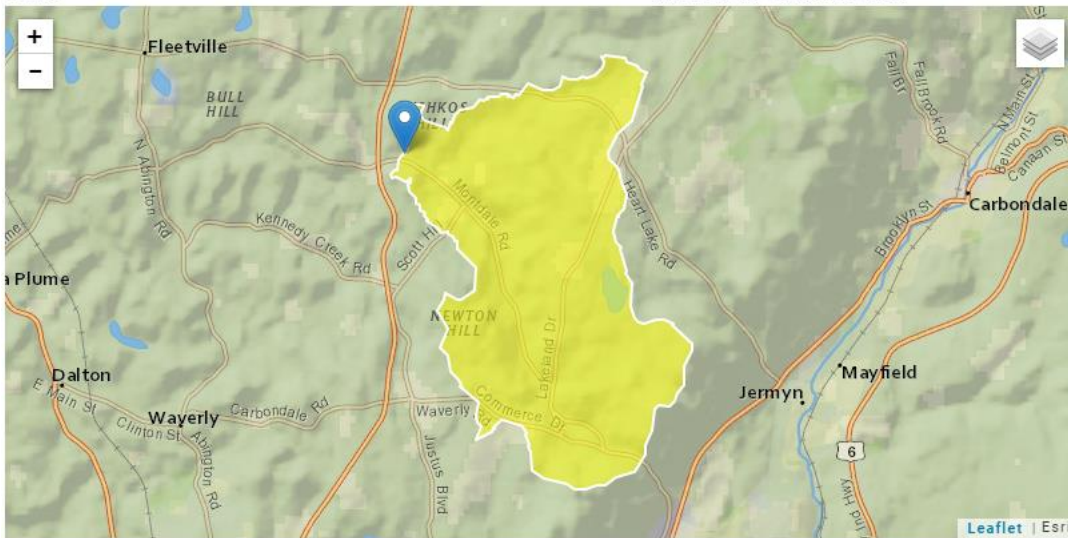 +
−
Fleetville
BULL
HILL
N Abington Rd
Kennedy Creek Rd
Scott
Montdale Rd
NEWTON
HILL
Lakeland Dr
Heart Lake Rd
Commerce
Waverly
Carbondale Rd
Justus Blvd
a Plume
Dalton
E Main St
Waverly
Clinton St
Abington Rd
Fall Br
Fall Brook Rd
N Main St
Belmont St
Canaan St
Carbondale
Brooklyn St
Mayfield
Jermyn
6
Hwy
Leaflet | Esri